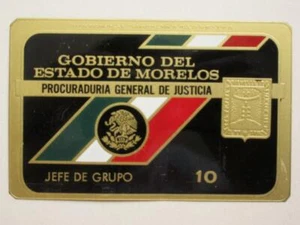 GOBIERNO DEL
ESTADO DE MORELOS
PROCURADURIA GENERAL DE JUSTICIA
JEFE DE GRUPO 10